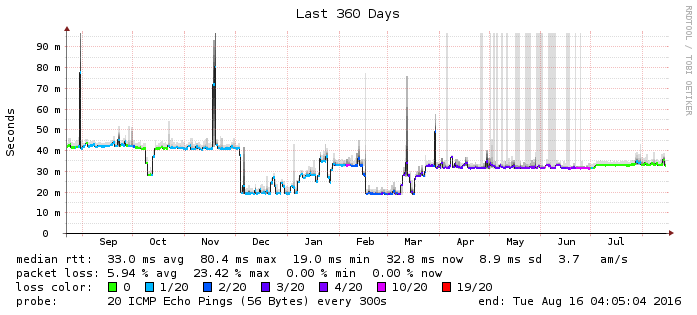 Last 360 Days
RRDTOOL / TOBI OETIKER
Seconds
90 m
80 m
70 m
60 m
50 m
40 m
30 m
20 m
10 m
0
Sep Oct Nov Dec Jan Feb Mar Apr May Jun Jul
median rtt: 33.0 ms avg 80.4 ms max 19.0 ms min 32.8 ms now 8.9 ms sd 3.7 am/s
packet loss: 5.94 % avg 23.42 % max 0.00 % min 0.00 % now
loss color: 0 1/20 2/20 3/20 4/20 10/20 19/20
probe: 20 ICMP Echo Pings (56 Bytes) every 300s end: Tue Aug 16 04:05:04 2016